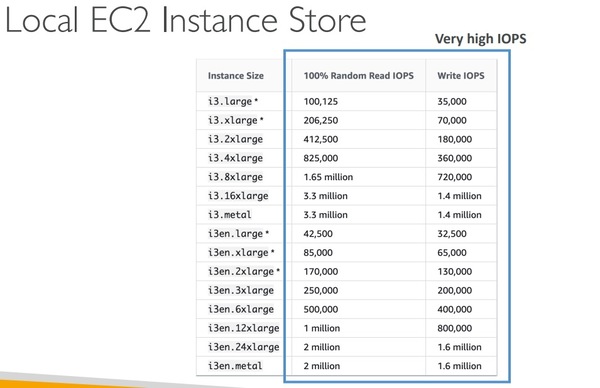 Local EC2 Instance Store
Very high IOPS
Instance Size 100% Random Read IOPS Write IOPS
i3.large * 100,125 35,000
i3.xlarge * 206,250 70,000
i3.2xlarge 412,500 180,000
i3.4xlarge 825,000 360,000
i3.8xlarge 1.65 million 720,000
i3.16xlarge 3.3 million 1.4 million
i3.metal 3.3 million 1.4 million
i3en.large * 42,500 32,500
i3en.xlarge * 85,000 65,000
i3en.2xlarge * 170,000 130,000
i3en.3xlarge 250,000 200,000
i3en.6xlarge 500,000 400,000
i3en.12xlarge 1 million 800,000
i3en.24xlarge 2 million 1.6 million
i3en.metal 2 million 1.6 million